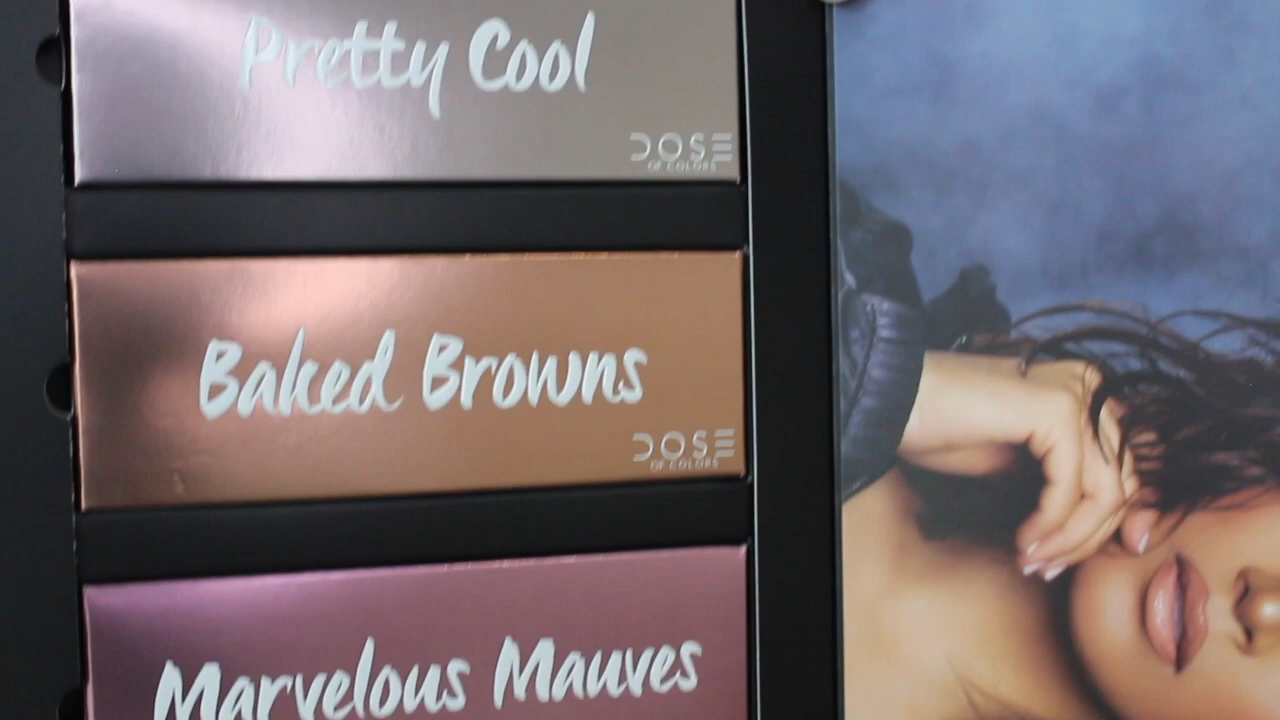 Pretty Cool
DOSE
OF COLORS
Baked Browns
DOSE
OF COLORS
Marvelous Mauves